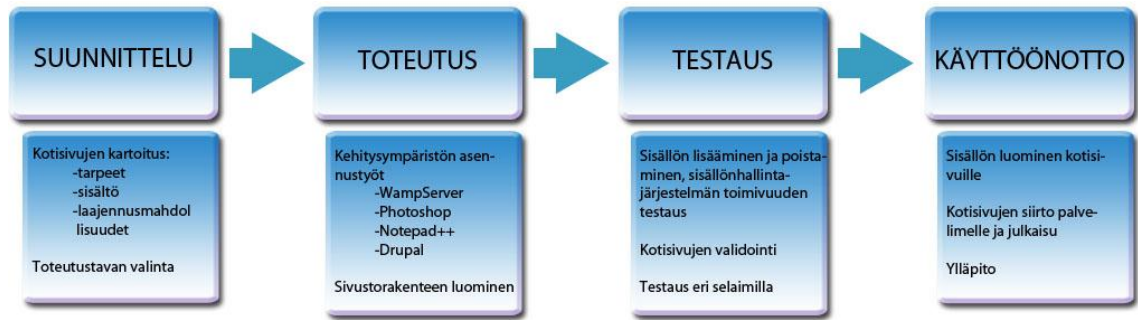 SUUNNITTELU
TOTEUTUS
TESTAUS
KÄYTTÖÖNOTTO
Kotisivujen kartoitus:
-tarpeet
-sisältö
-laajennusmahdol
lisuudet
Toteutustavan valinta
Kehitysympäristön asen-
nustyöt
-WampServer
-Photoshop
-Notepad++
-Drupal
Sivustorakenteen luominen
Sisällön lisääminen ja poista-
minen, sisällönhallinta-
järjestelmän toimivuuden
testaus
Kotisivujen validointi
Testaus eri selaimilla
Sisällön luominen kotisi-
vuille
Kotisivujen siirto palve-
limelle ja julkaisu
Ylläpito